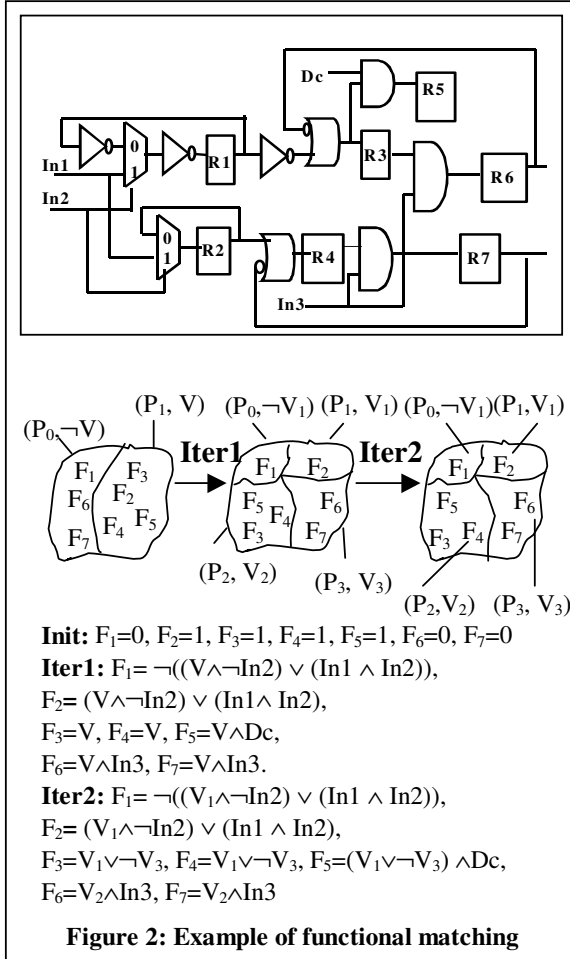 Dc
R5
0
In1
R1
R3
1
In2
R6
0
1
R2
R4
R7
In3
(P₀,¬V)
(P₁, V)
(P₀,¬V₁)
(P₁, V₁)
(P₀,¬V₁)
(P₁,V₁)
Iter1
Iter2
F₁
F₃
F₆
F₂
F₄
F₅
F₇
F₁
F₂
F₅
F₄
F₆
F₃
F₇
F₁
F₂
F₅
F₆
F₃
F₄
F₇
(P₂, V₂)
(P₃, V₃)
(P₂,V₂)
(P₃, V₃)
Init: F₁=0, F₂=1, F₃=1, F₄=1, F₅=1, F₆=0, F₇=0
Iter1: F₁= ¬((V∧¬In2) ∨ (In1 ∧ In2)),
F₂= (V∧¬In2) ∨ (In1∧ In2),
F₃=V, F₄=V, F₅=V∧Dc,
F₆=V∧In3, F₇=V∧In3.
Iter2: F₁= ¬((V₁∧¬In2) ∨ (In1 ∧ In2)),
F₂= (V₁∧¬In2) ∨ (In1 ∧ In2),
F₃=V₁∨¬V₃, F₄=V₁∨¬V₃, F₅=(V₁∨¬V₃) ∧Dc,
F₆=V₂∧In3, F₇=V₂∧In3
Figure 2: Example of functional matching